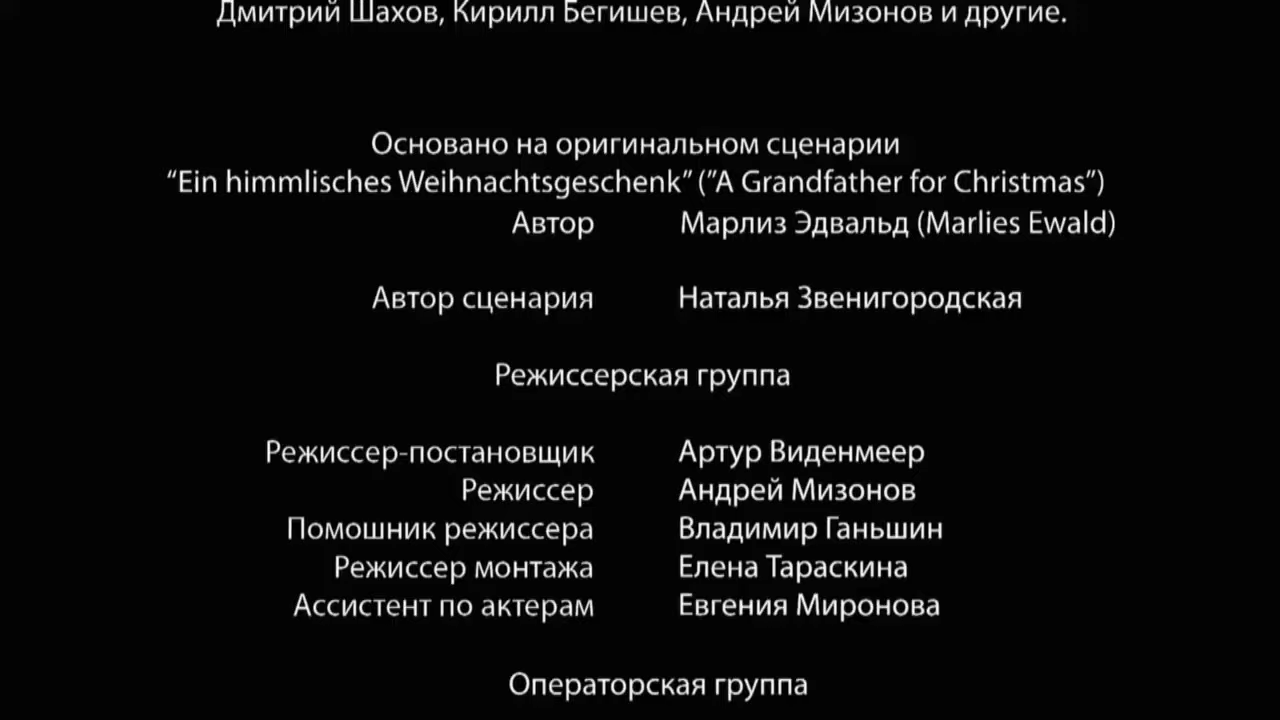 Дмитрий Шахов, Кирилл Бегишев, Андрей Мизонов и другие.
Основано на оригинальном сценарии
“Ein himmlisches Weihnachtsgeschenk” (”A Grandfather for Christmas”)
Автор Марлиз Эдвальд (Marlies Ewald)
Автор сценария Наталья Звенигородская
Режиссерская группа
Режиссер-постановщик Артур Виденмеер
Режиссер Андрей Мизонов
Помошник режиссера Владимир Ганьшин
Режиссер монтажа Елена Тараскина
Ассистент по актерам Евгения Миронова
Операторская группа